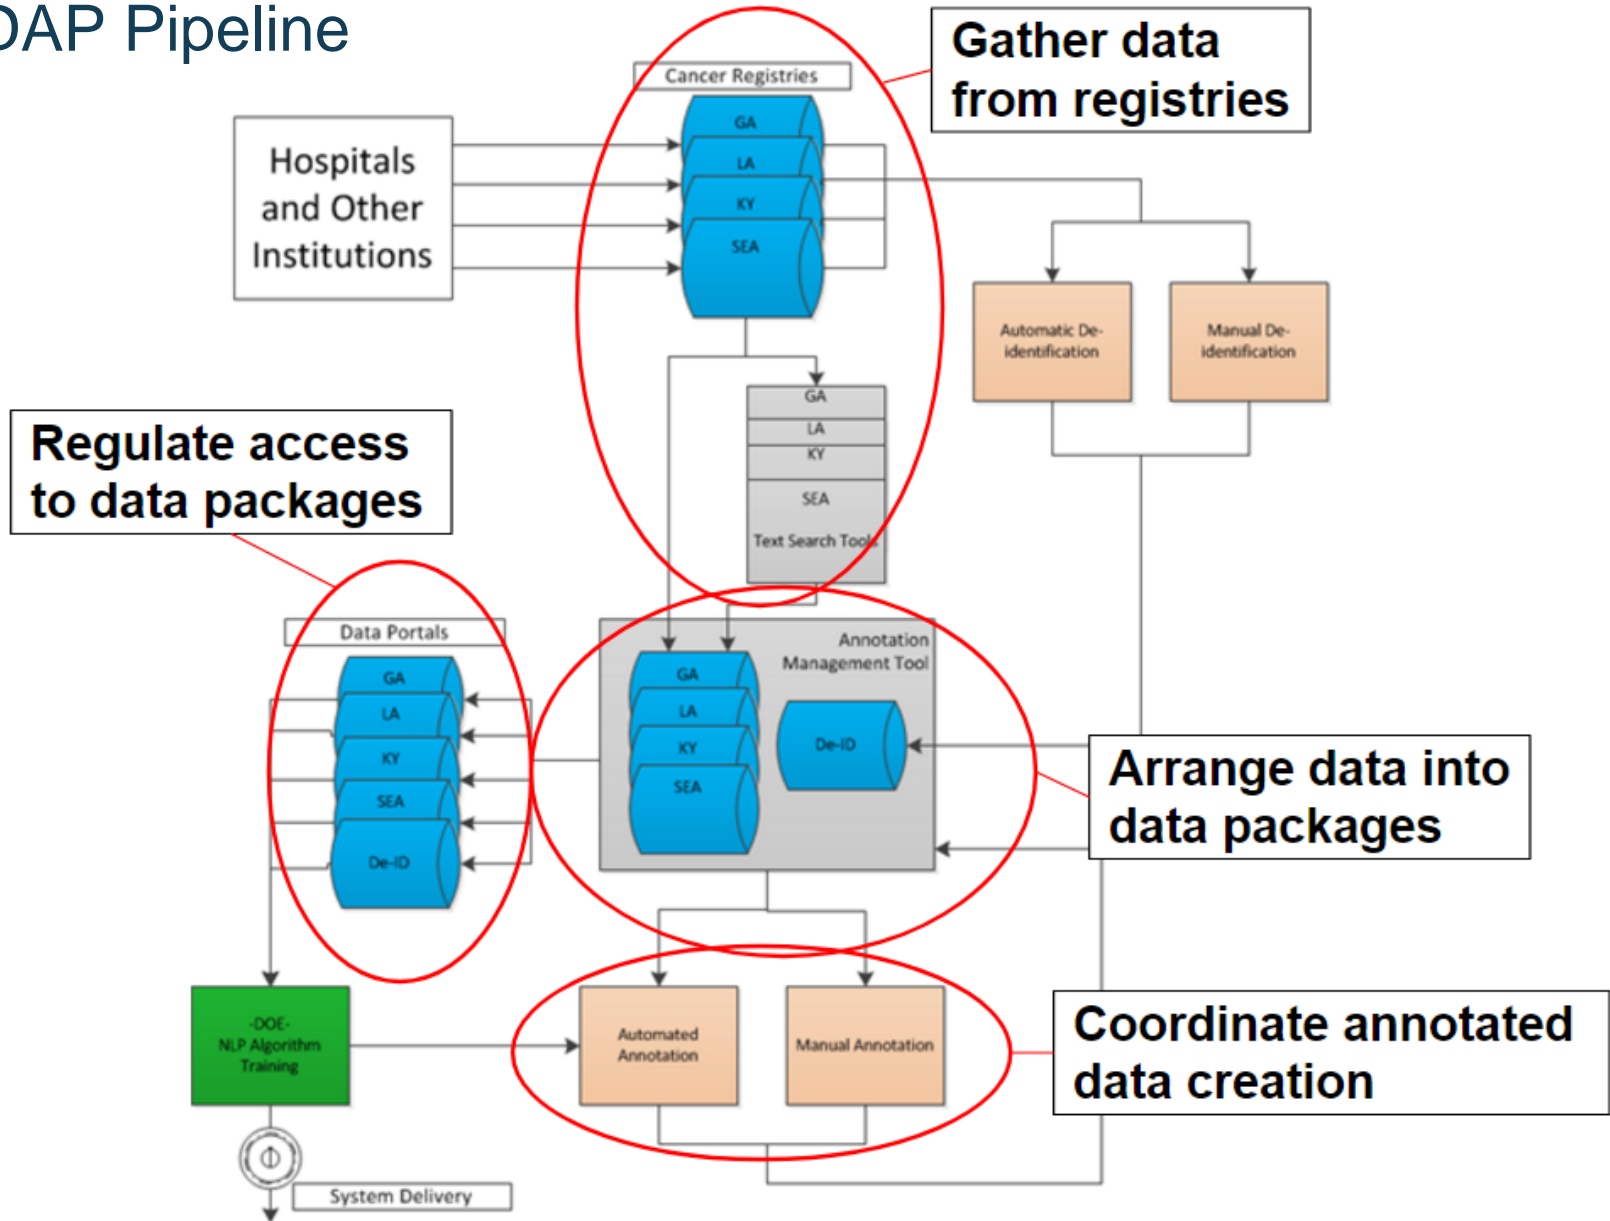 DAP Pipeline
Gather data
from registries
Cancer Registries
GA
LA
KY
SEA
Hospitals
and Other
Institutions
Automatic De-
identification
Manual De-
identification
GA
LA
KY
SEA
Text Search Tools
Regulate access
to data packages
Data Portals
GA
LA
KY
SEA
De-ID
Annotation
Management Tool
GA
LA
KY
SEA
De-ID
Arrange data into
data packages
-DOE-
NLP Algorithm
Training
Automated
Annotation
Manual Annotation
Coordinate annotated
data creation
System Delivery